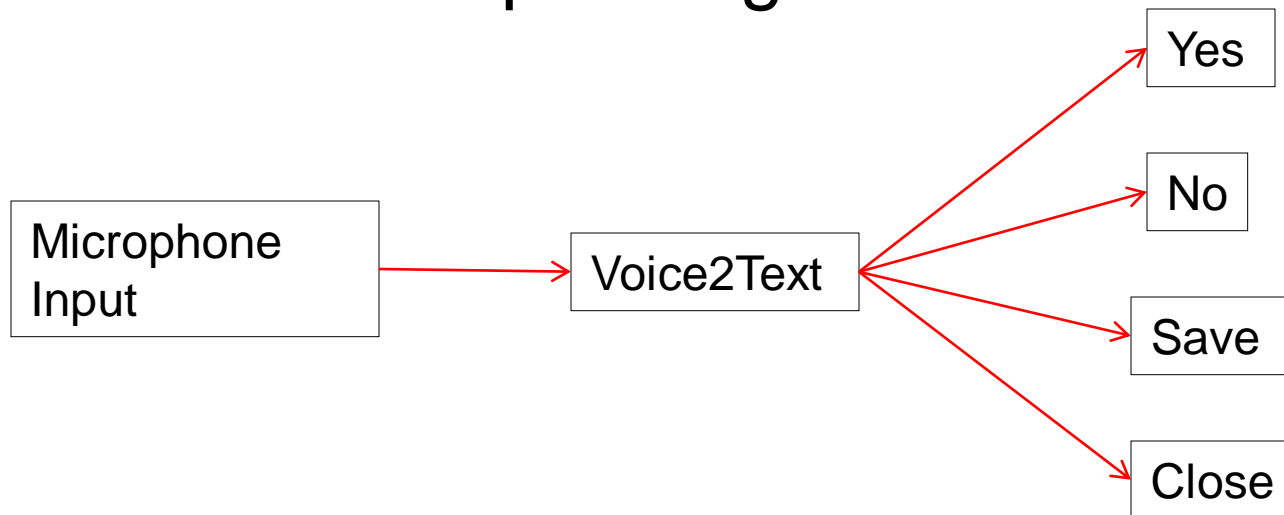 Yes
No
Microphone
Input
Voice2Text
Save
Close